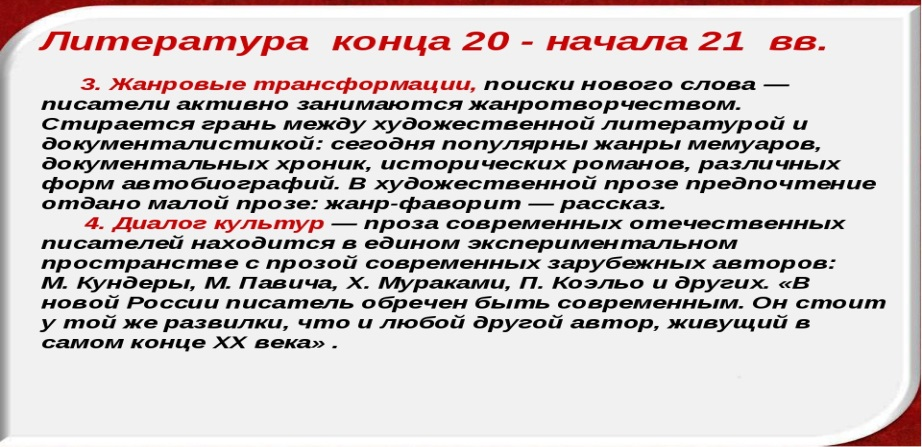 Литература конца 20 - начала 21 вв.
3. Жанровые трансформации, поиски нового слова —
писатели активно занимаются жанротворчеством.
Стирается грань между художественной литературой и
документалистикой: сегодня популярны жанры мемуаров,
документальных хроник, исторических романов, различных
форм автобиографий. В художественной прозе предпочтение
отдано малой прозе: жанр-фаворит — рассказ.
4. Диалог культур — проза современных отечественных
писателей находится в едином экспериментальном
пространстве с прозой современных зарубежных авторов:
М. Кундеры, М. Павича, Х. Мураками, П. Коэльо и других. «В
новой России писатель обречен быть современным. Он стоит
у той же развилки, что и любой другой автор, живущий в
самом конце XX века» .